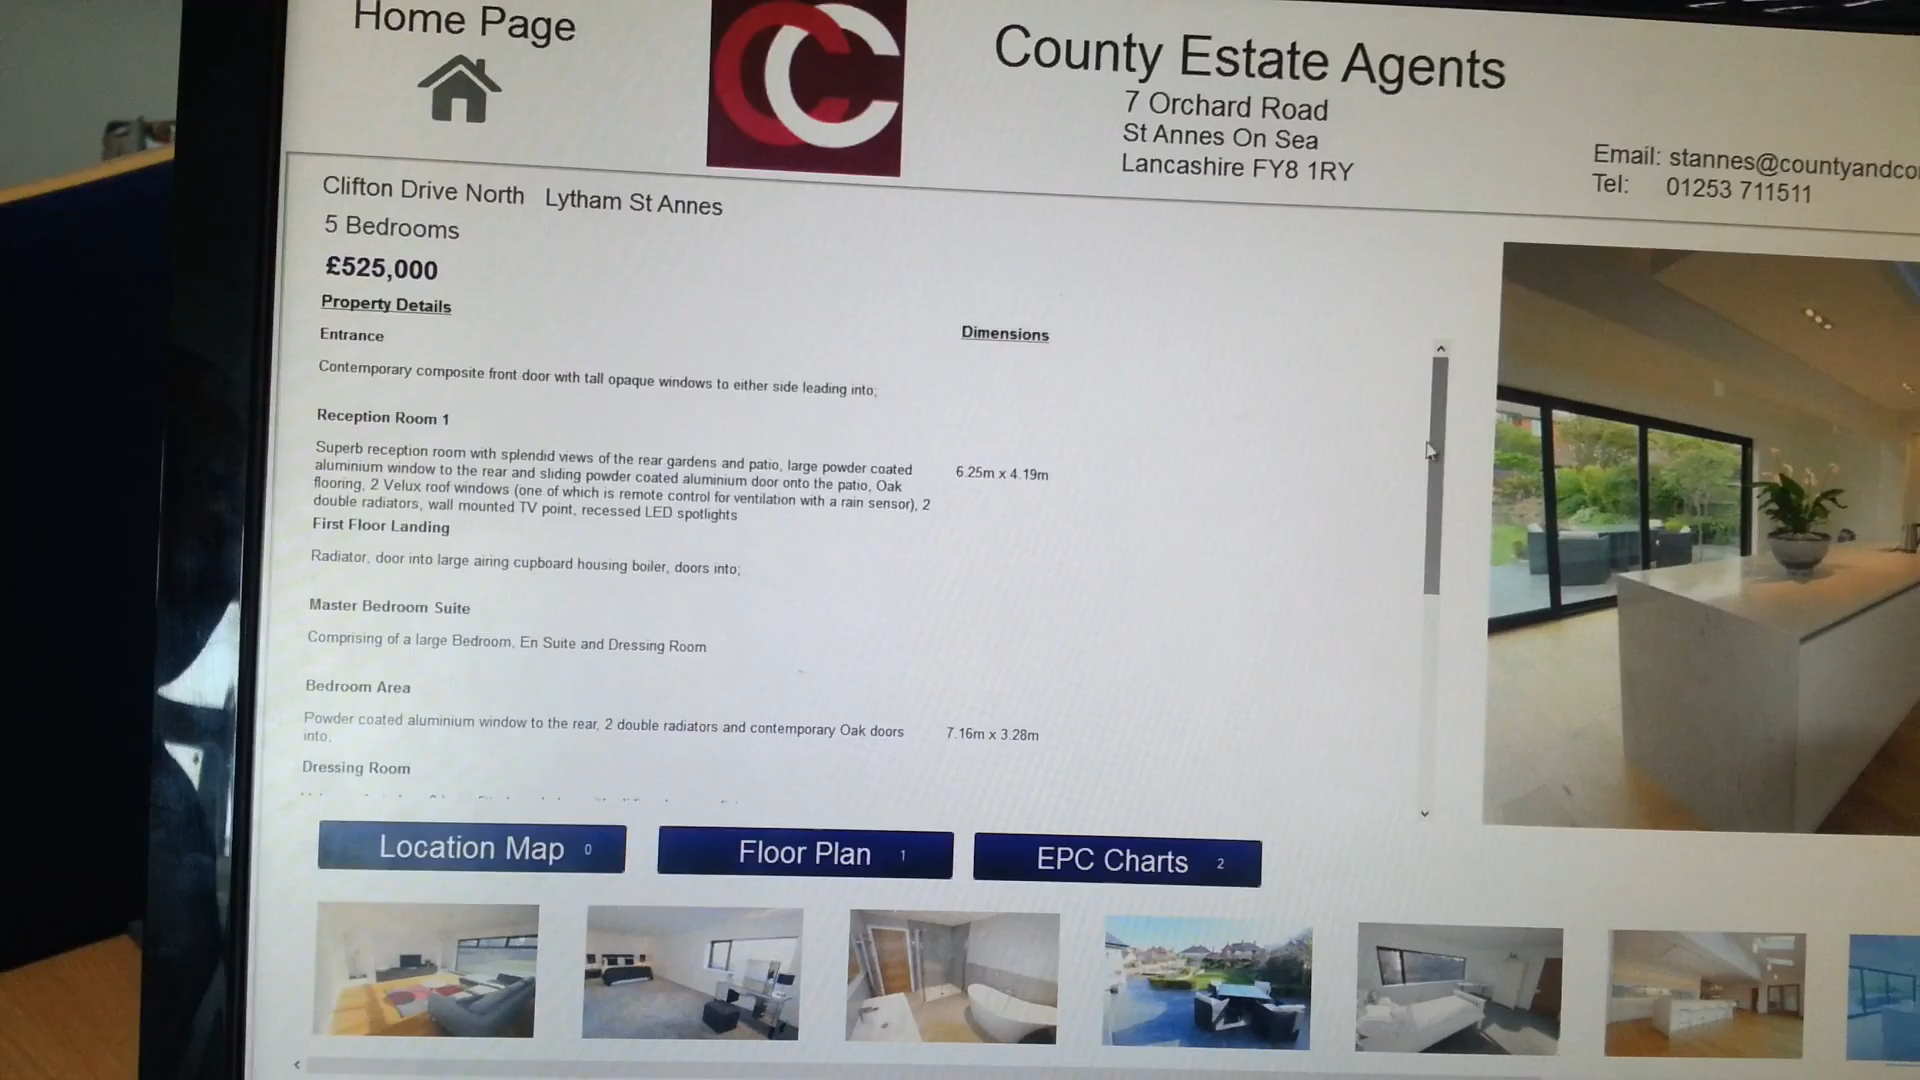 Home Page
County Estate Agents
7 Orchard Road
St Annes On Sea
Lancashire FY8 1RY
Email: stannes@countyandco
Tel: 01253 711511
Clifton Drive North Lytham St Annes
5 Bedrooms
£525,000
Property Details
Dimensions
Entrance
Contemporary composite front door with tall opaque windows to either side leading into;
Reception Room 1
Superb reception room with splendid views of the rear gardens and patio, large powder coated
aluminium window to the rear and sliding powder coated aluminium door onto the patio, Oak
flooring, 2 Velux roof windows (one of which is remote control for ventilation with a rain sensor), 2
double radiators, wall mounted TV point, recessed LED spotlights
6.25m x 4.19m
First Floor Landing
Radiator, door into large airing cupboard housing boiler, doors into;
Master Bedroom Suite
Comprising of a large Bedroom, En Suite and Dressing Room
Bedroom Area
Powder coated aluminium window to the rear, 2 double radiators and contemporary Oak doors
into,
7.16m x 3.28m
Dressing Room
Location Map 0
Floor Plan 1
EPC Charts 2